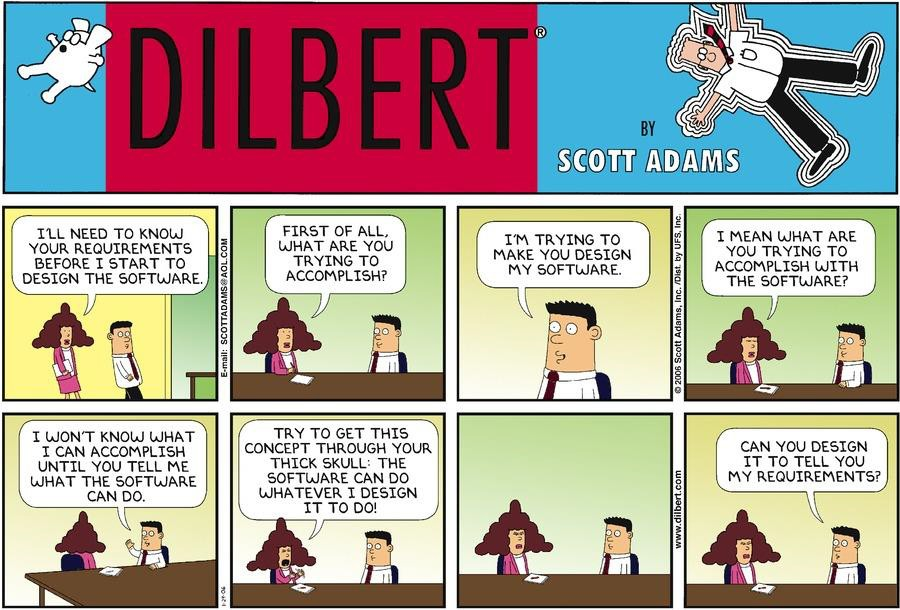 DILBERT®
BY
SCOTT ADAMS
I'LL NEED TO KNOW
YOUR REQUIREMENTS
BEFORE I START TO
DESIGN THE SOFTWARE.
E-mail: SCOTTADAMS@AOL.COM
FIRST OF ALL,
WHAT ARE YOU
TRYING TO
ACCOMPLISH?
I'M TRYING TO
MAKE YOU DESIGN
MY SOFTWARE.
© 2006 Scott Adams, Inc. /Dist. by UFS, Inc.
I MEAN WHAT ARE
YOU TRYING TO
ACCOMPLISH WITH
THE SOFTWARE?
I WON'T KNOW WHAT
I CAN ACCOMPLISH
UNTIL YOU TELL ME
WHAT THE SOFTWARE
CAN DO.
1-29-06
TRY TO GET THIS
CONCEPT THROUGH YOUR
THICK SKULL: THE
SOFTWARE CAN DO
WHATEVER I DESIGN
IT TO DO!
www.dilbert.com
CAN YOU DESIGN
IT TO TELL YOU
MY REQUIREMENTS?